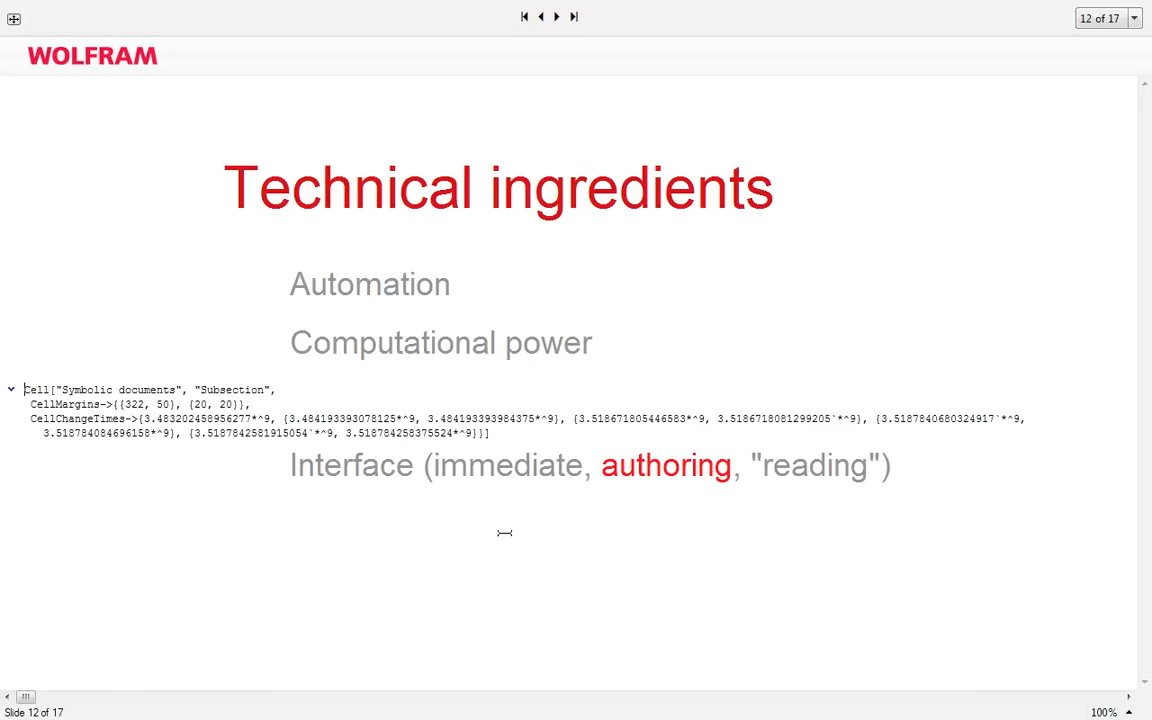 12 of 17
WOLFRAM
Technical ingredients
Automation
Computational power
Cell["Symbolic documents", "Subsection",
CellMargins->{{322, 50}, {20, 20}},
CellChangeTimes->{3.483202458956277*^9, {3.484193393078125*^9, 3.484193393984375*^9}, {3.518671805446583*^9, 3.5186718081299205`*^9}, {3.5187840680324917`*^9,
3.518784084696158*^9}, {3.5187842581915054`*^9, 3.518784258375524*^9}}]
Interface (immediate, authoring, "reading")
Slide 12 of 17
100%